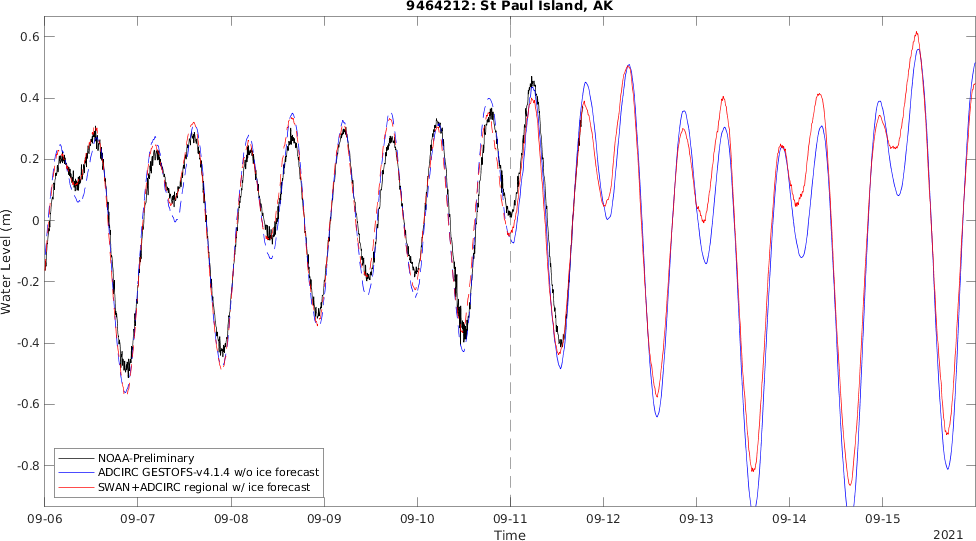 9464212: St Paul Island, AK
0.6
0.4
0.2
0
-0.2
-0.4
-0.6
-0.8
Water Level (m)
NOAA-Preliminary
ADCIRC GESTOFS-v4.1.4 w/o ice forecast
SWAN+ADCIRC regional w/ ice forecast
09-06 09-07 09-08 09-09 09-10 09-11 09-12 09-13 09-14 09-15
Time
2021